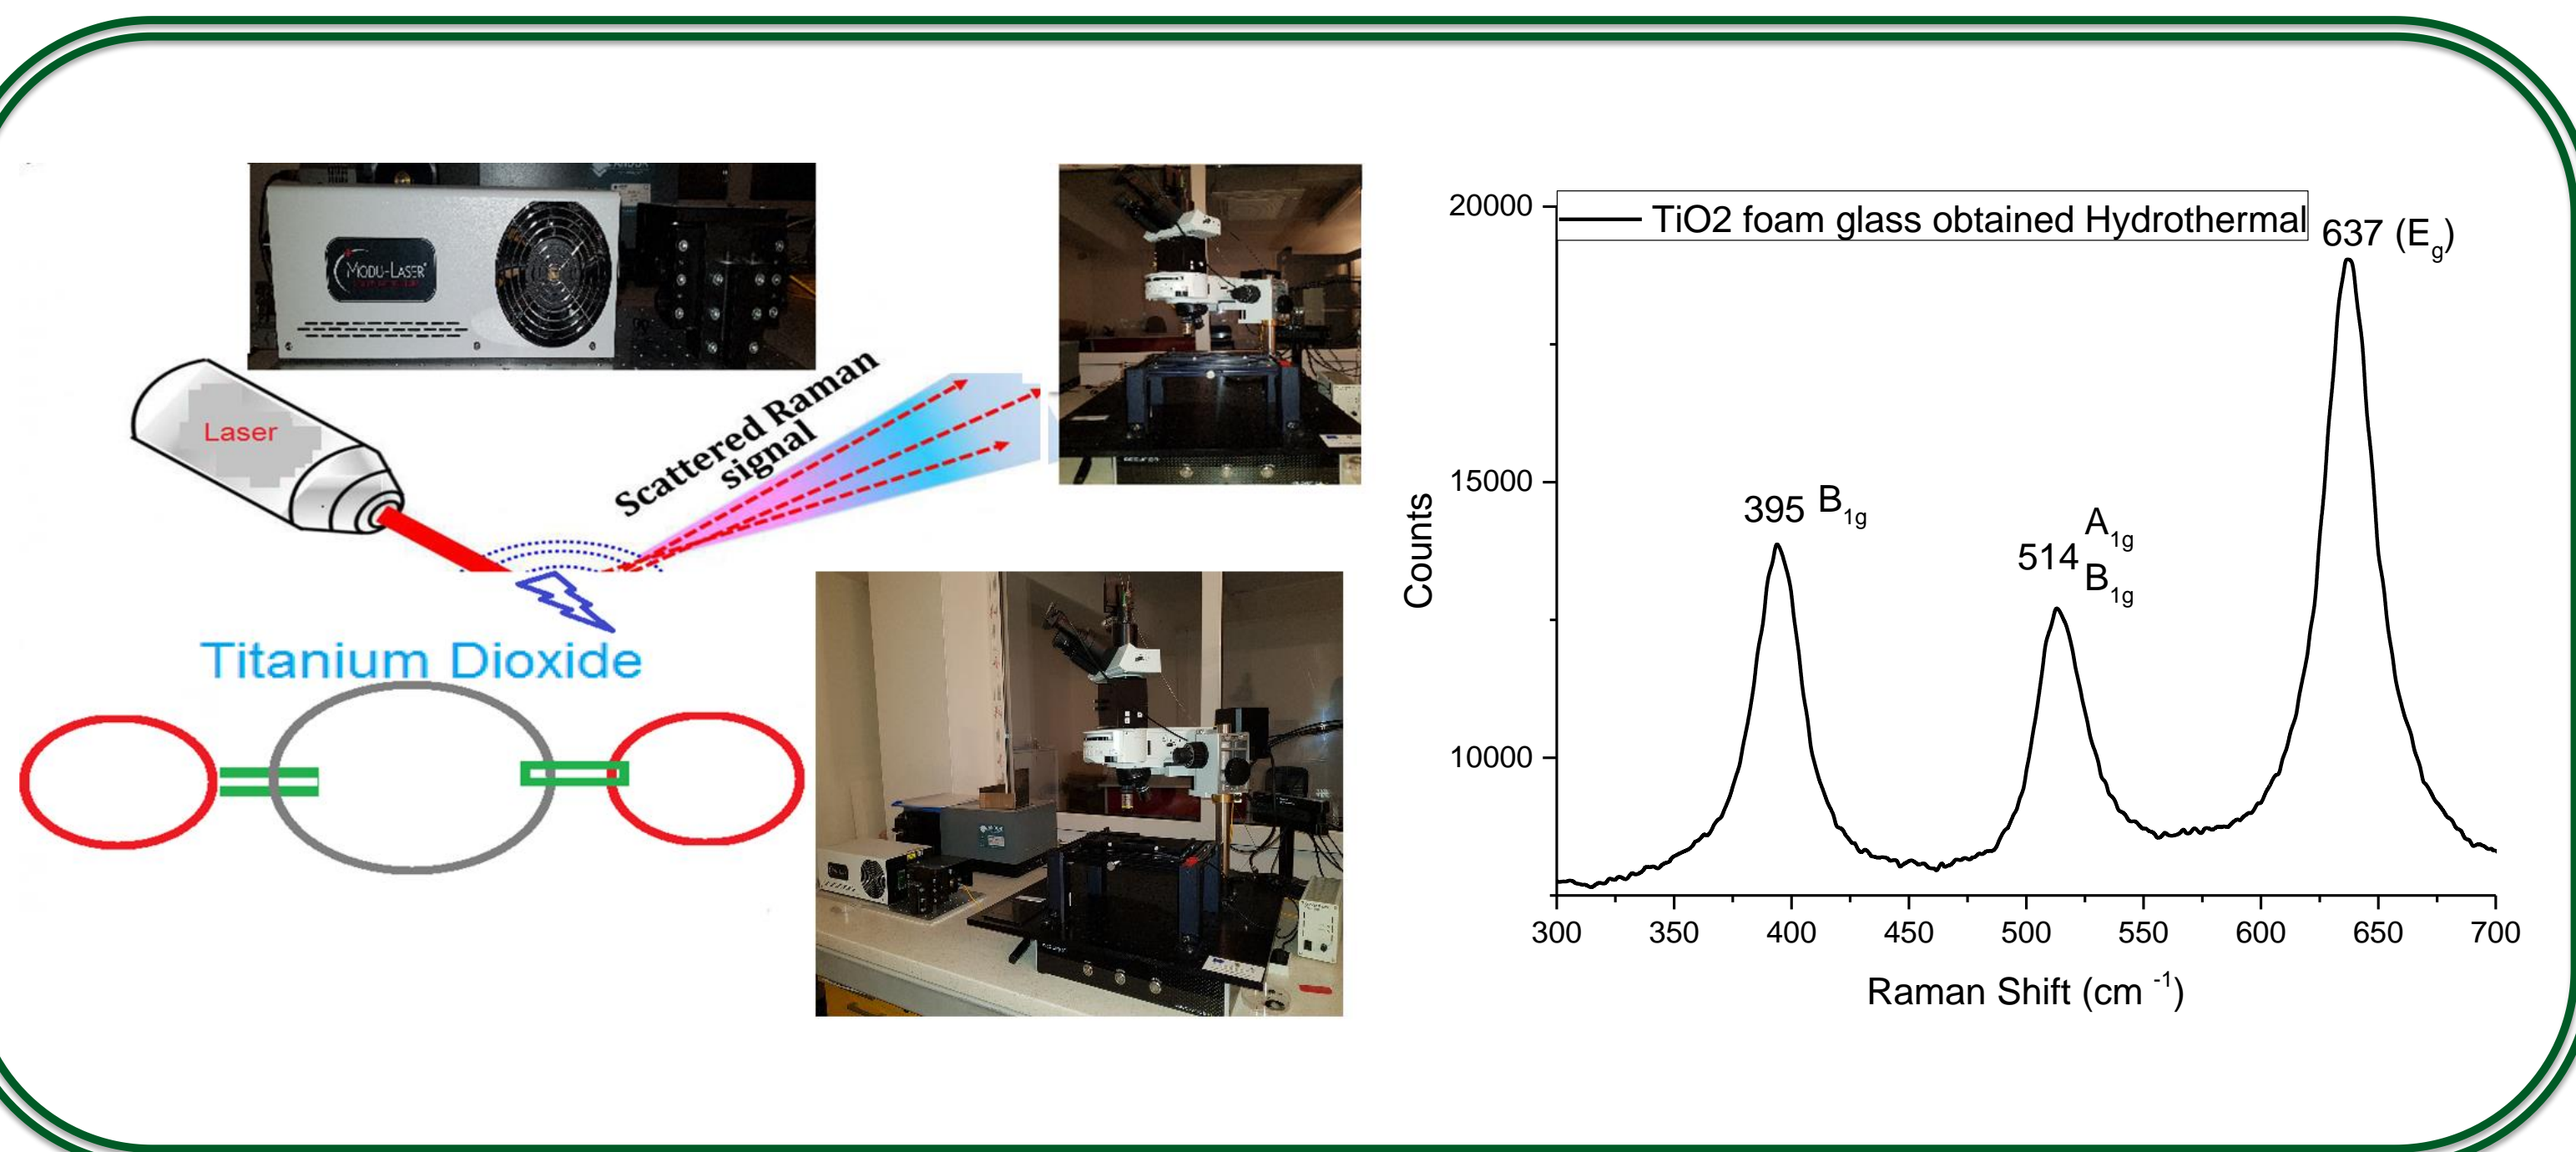 MODU-LASER
Laser
Scattered Raman
signal
Titanium Dioxide
TiO2 foam glass obtained Hydrothermal
637 (Eg)
395 B1g
514 A1g
B1g
Counts
20000
15000
10000
300 350 400 450 500 550 600 650 700
Raman Shift (cm -1)